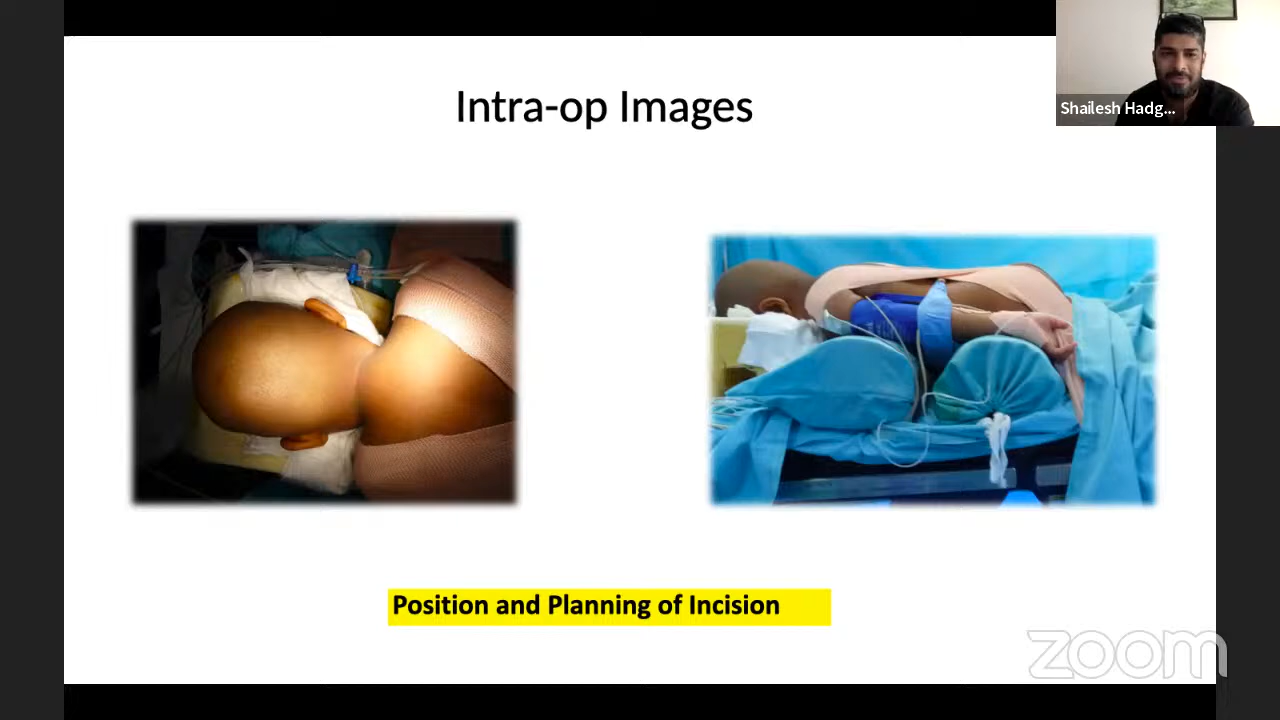 Intra-op Images
Shailesh Hadg...
Position and Planning of Incision
zoom